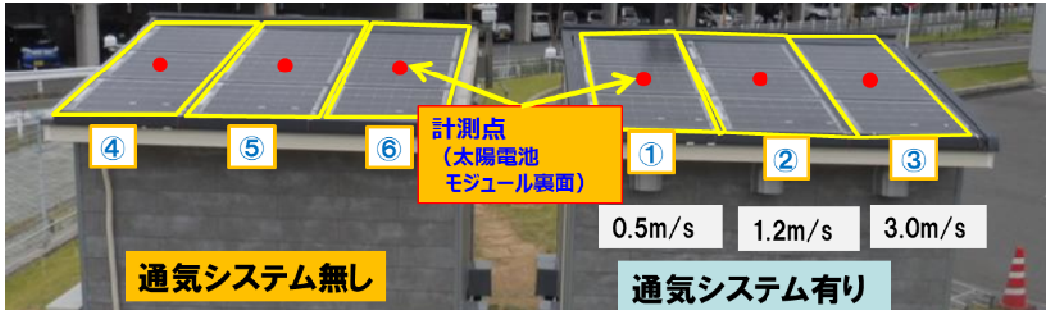 ④
⑤
⑥
計測点
（太陽電池
モジュール裏面）
①
②
③
0.5m/s
1.2m/s
3.0m/s
通気システム無し
通気システム有り